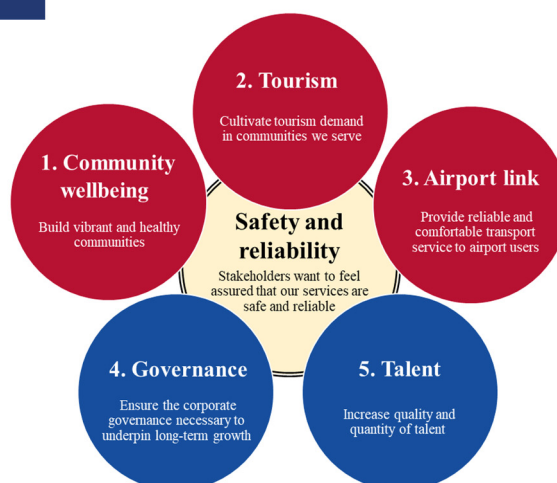 2. Tourism
Cultivate tourism demand
in communities we serve
1. Community
wellbeing
Build vibrant and healthy
communities
3. Airport link
Provide reliable and
comfortable transport
service to airport users
Safety and
reliability
Stakeholders want to feel
assured that our services are
safe and reliable
4. Governance
Ensure the corporate
governance necessary to
underpin long-term growth
5. Talent
Increase quality and
quantity of talent